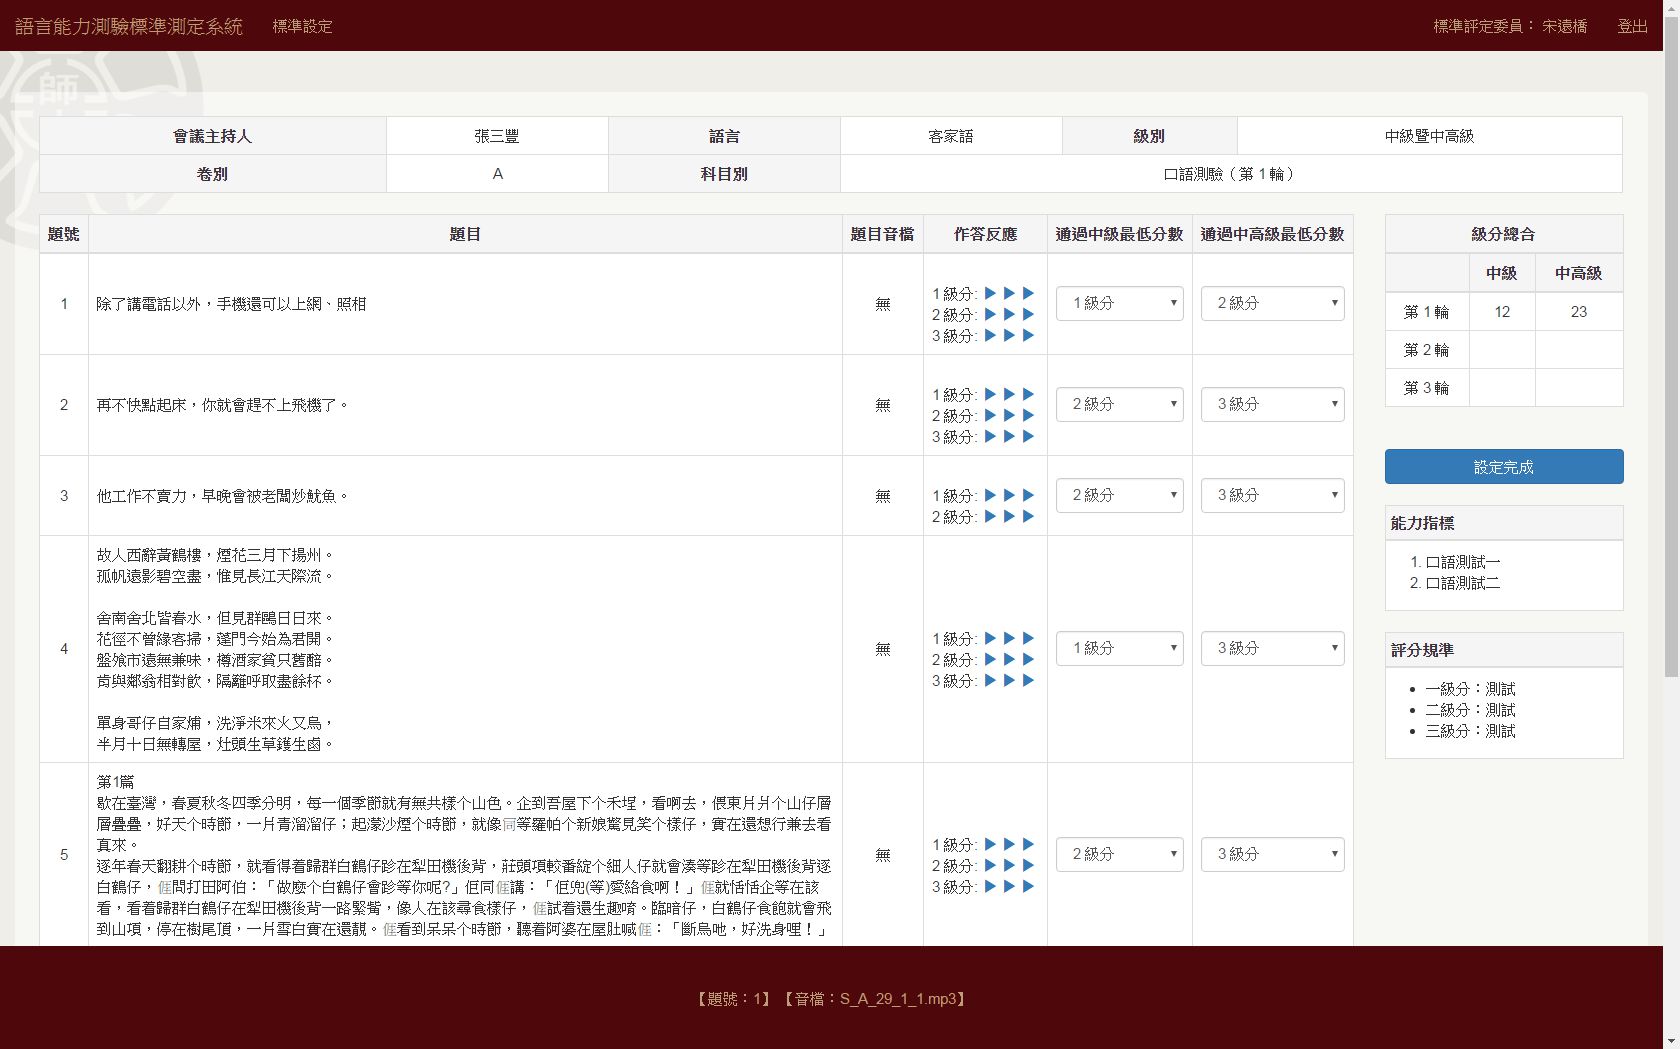 語言能力測驗標準測定系統 標準設定 標準評定委員： 宋遠橋 登出
師
會議主持人 張三豐 語言 客家語 級別 中級暨中高級
卷別 A 科目別 口語測驗（第 1 輪）
題號 題目 題目音檔 作答反應 通過中級最低分數 通過中高級最低分數
1 除了講電話以外，手機還可以上網、照相 無
1 級分: ▶ ▶ ▶
2 級分: ▶ ▶ ▶
3 級分: ▶ ▶ ▶
1 級分 2 級分
2 再不快點起床，你就會趕不上飛機了。 無
1 級分: ▶ ▶ ▶
2 級分: ▶ ▶ ▶
3 級分: ▶ ▶ ▶
2 級分 3 級分
3 他工作不賣力，早晚會被老闆炒魷魚。 無
1 級分: ▶ ▶ ▶
2 級分: ▶ ▶ ▶
2 級分 3 級分
4
故人西辭黃鶴樓，煙花三月下揚州。
孤帆遠影碧空盡，惟見長江天際流。
舍南舍北皆春水，但見群鷗日日來。
花徑不曾緣客掃，蓬門今始為君開。
盤飧市遠無兼味，樽酒家貧只舊醅。
肯與鄰翁相對飲，隔籬呼取盡餘杯。
單身哥仔自家煏，洗淨米來火又烏，
半月十日無轉屋，灶頭生草鑊生鹵。
無
1 級分: ▶ ▶ ▶
2 級分: ▶ ▶ ▶
3 級分: ▶ ▶ ▶
1 級分 3 級分
5
第1篇
歇在臺灣，春夏秋冬四季分明，每一個季節就有無共樣个山色。企到吾屋下个禾埕，看啊去，偎東爿爿个山仔層
層疊疊，好天个時節，一爿青溜溜仔；起濛沙煙个時節，就像同等羅帕个新娘驚見笑个樣仔，實在還想行兼去看
真來。
逐年春天翻耕个時節，就看得着歸群白鶴仔跈在犁田機後背，莊頭項較番綻个細人仔就會湊等跈在犁田機後背逐
白鶴仔，𠊎問打田阿伯：「做麼个白鶴仔會跈等你呢?」佢同𠊎講：「佢兜(等)愛絡食啊！」𠊎就恬恬企等在該
看，看着歸群白鶴仔在犁田機後背一路緊觜，像人在該尋食樣仔，𠊎試着還生趣唷。臨暗仔，白鶴仔食飽就會飛
到山項，停在樹尾頂，一爿雪白實在還靚。𠊎看到呆呆个時節，聽着阿婆在屋肚喊𠊎：「斷烏吔，好洗身哩！」
無
1 級分: ▶ ▶ ▶
2 級分: ▶ ▶ ▶
3 級分: ▶ ▶ ▶
2 級分 3 級分
級分總合
中級 中高級
第 1 輪 12 23
第 2 輪
第 3 輪
設定完成
能力指標
1. 口語測試一
2. 口語測試二
評分規準
• 一級分：測試
• 二級分：測試
• 三級分：測試
【題號：1】【音檔：S_A_29_1_1.mp3】